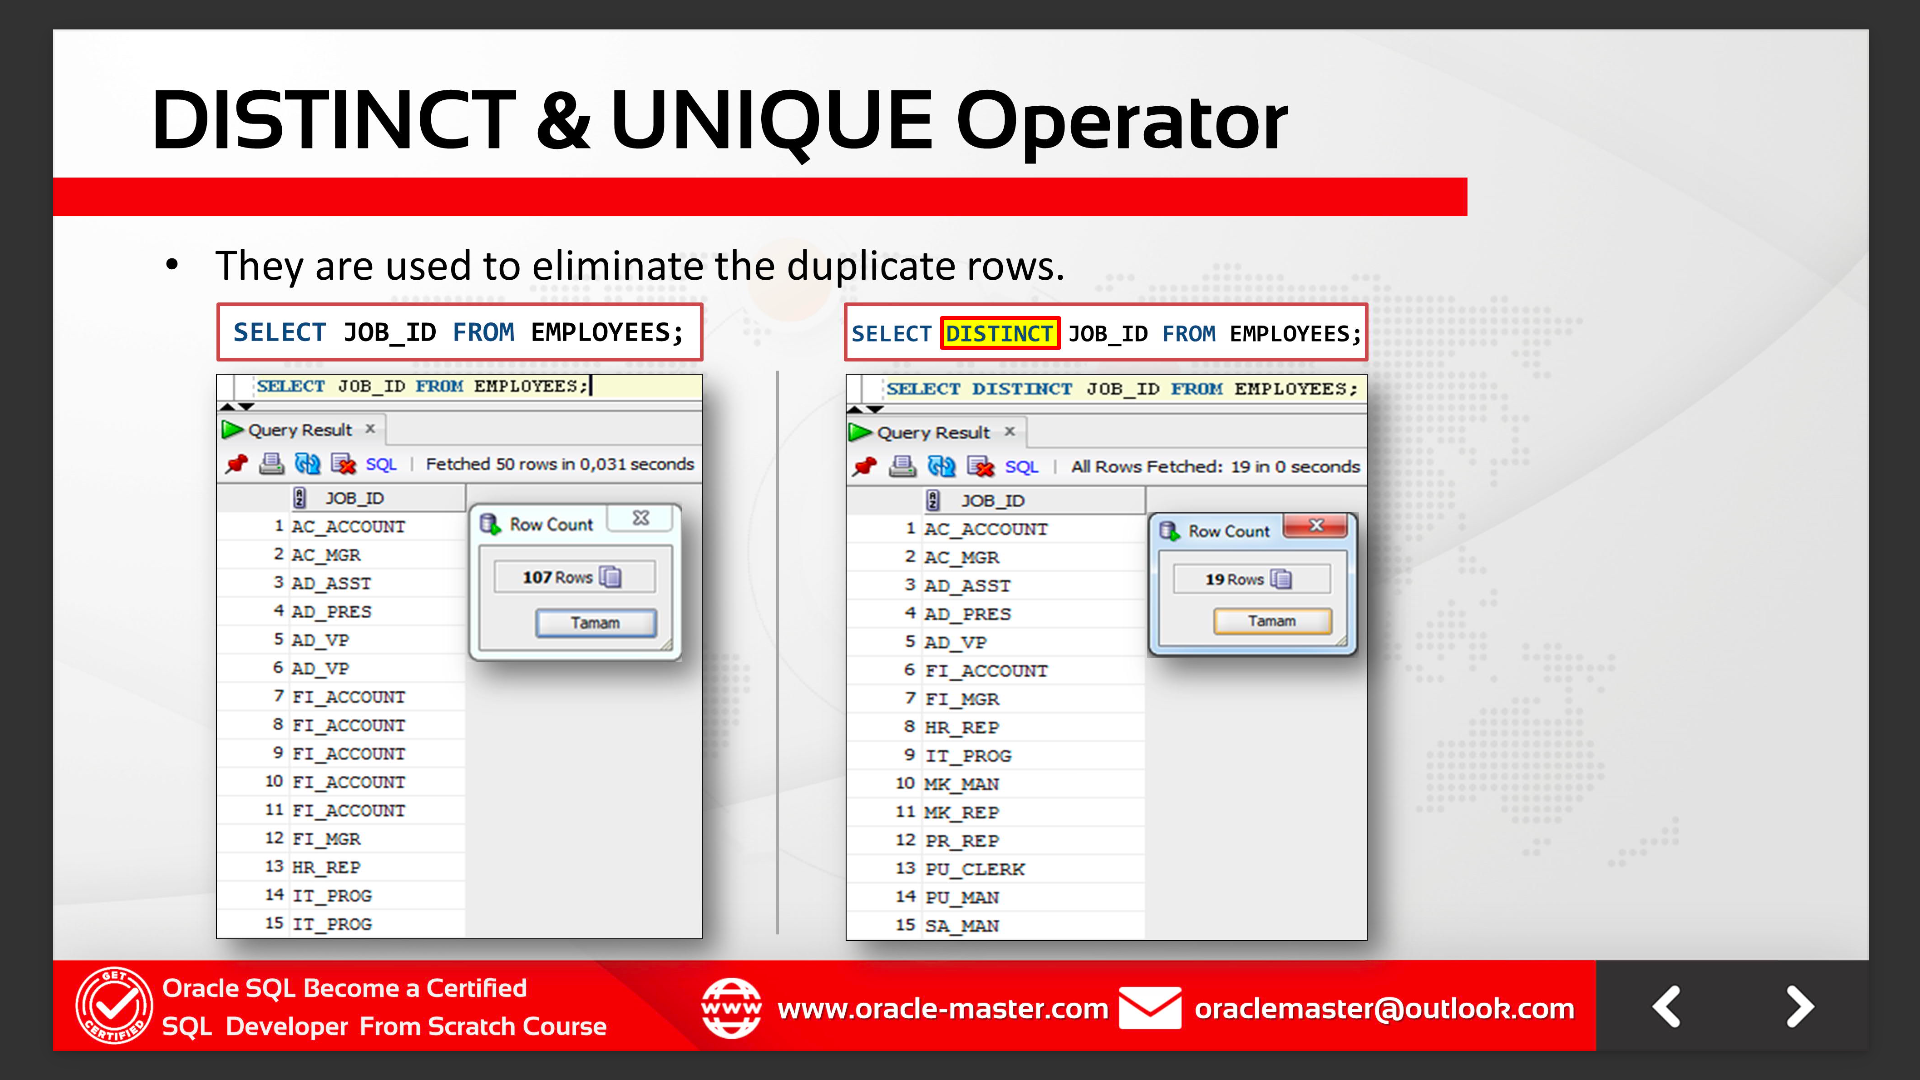 DISTINCT & UNIQUE Operator
• They are used to eliminate the duplicate rows.
SELECT JOB_ID FROM EMPLOYEES;
SELECT JOB_ID FROM EMPLOYEES;
Query Result x
SQL | Fetched 50 rows in 0,031 seconds
JOB_ID
1 AC_ACCOUNT
2 AC_MGR
3 AD_ASST
4 AD_PRES
5 AD_VP
6 AD_VP
7 FI_ACCOUNT
8 FI_ACCOUNT
9 FI_ACCOUNT
10 FI_ACCOUNT
11 FI_ACCOUNT
12 FI_MGR
13 HR_REP
14 IT_PROG
15 IT_PROG
Row Count
107 Rows
Tamam
SELECT DISTINCT JOB_ID FROM EMPLOYEES;
SELECT DISTINCT JOB_ID FROM EMPLOYEES;
Query Result x
SQL | All Rows Fetched: 19 in 0 seconds
JOB_ID
1 AC_ACCOUNT
2 AC_MGR
3 AD_ASST
4 AD_PRES
5 AD_VP
6 FI_ACCOUNT
7 FI_MGR
8 HR_REP
9 IT_PROG
10 MK_MAN
11 MK_REP
12 PR_REP
13 PU_CLERK
14 PU_MAN
15 SA_MAN
Row Count
19 Rows
Tamam
GET
CERTIFIED
Oracle SQL Become a Certified
SQL Developer From Scratch Course
WWW
www.oracle-master.com
oraclemaster@outlook.com